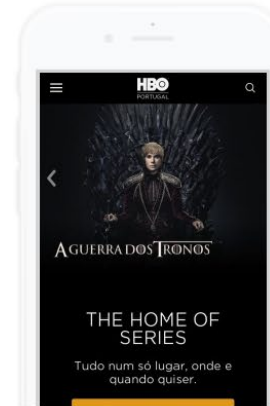 HBO
PORTUGAL
A GUERRA DOS TRONOS
THE HOME OF
SERIES
Tudo num só lugar, onde e
quando quiser.